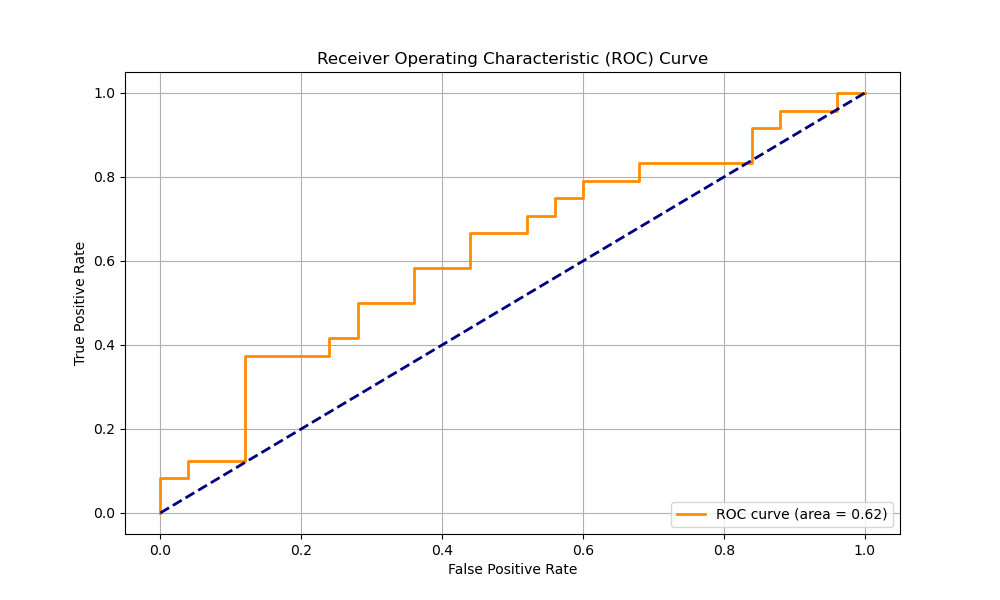 Receiver Operating Characteristic (ROC) Curve
True Positive Rate
1.0
0.8
0.6
0.4
0.2
0.0
0.0 0.2 0.4 0.6 0.8 1.0
False Positive Rate
ROC curve (area = 0.62)